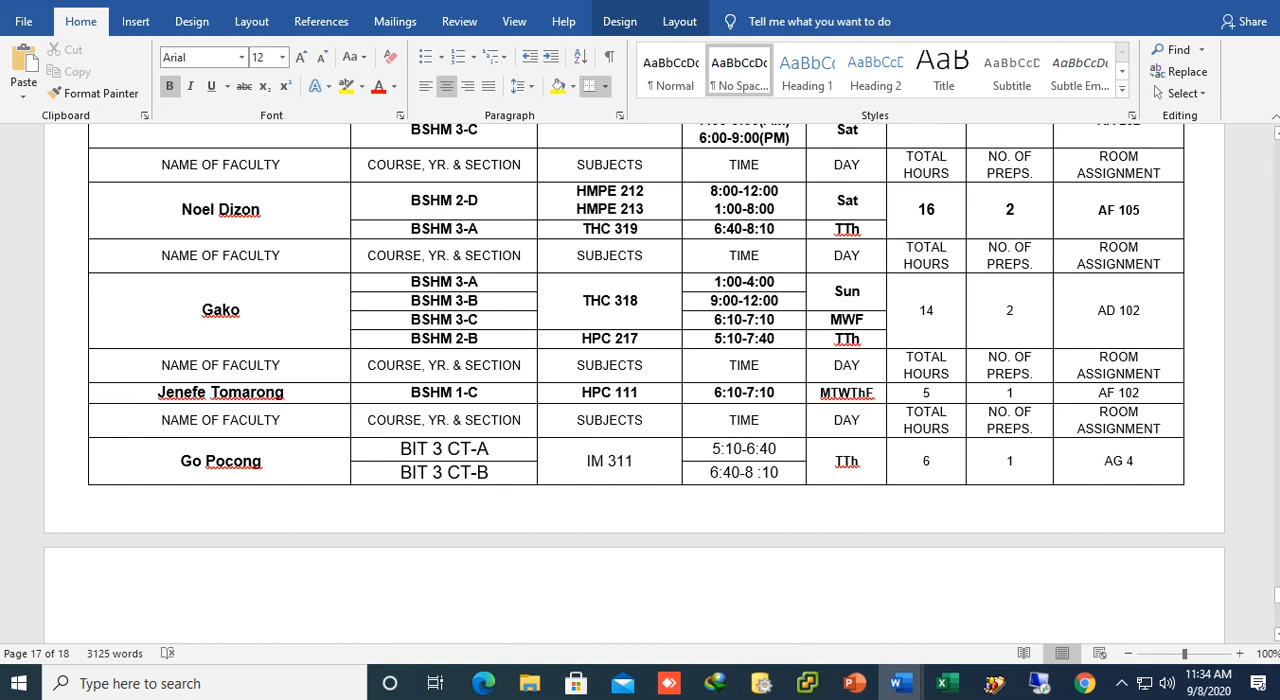 File Home Insert Design Layout References Mailings Review View Help Design Layout Tell me what you want to do Share
Paste Cut Copy Format Painter Clipboard
Arial 12 Aa B I U abc x₂ x² A A Font
Paragraph
AaBbCcDc ¶ Normal
AaBbCcDc ¶ No Spac...
AaBbCc Heading 1
AaBbCcE Heading 2
AaB Title
AaBbCcE Subtitle
AaBbCcDc Subtle Em...
Styles
Find Replace Select Editing
BSHM 3-C 6:00-9:00(PM) Sat
NAME OF FACULTY COURSE, YR. & SECTION SUBJECTS TIME DAY TOTAL HOURS NO. OF PREPS. ROOM ASSIGNMENT
Noel Dizon BSHM 2-D HMPE 212 8:00-12:00 Sat 16 2 AF 105
HMPE 213 1:00-8:00
BSHM 3-A THC 319 6:40-8:10 TTh
NAME OF FACULTY COURSE, YR. & SECTION SUBJECTS TIME DAY TOTAL HOURS NO. OF PREPS. ROOM ASSIGNMENT
Gako BSHM 3-A THC 318 1:00-4:00 Sun 14 2 AD 102
BSHM 3-B 9:00-12:00
BSHM 3-C 6:10-7:10 MWF
BSHM 2-B HPC 217 5:10-7:40 TTh
NAME OF FACULTY COURSE, YR. & SECTION SUBJECTS TIME DAY TOTAL HOURS NO. OF PREPS. ROOM ASSIGNMENT
Jenefe Tomarong BSHM 1-C HPC 111 6:10-7:10 MTWThF 5 1 AF 102
NAME OF FACULTY COURSE, YR. & SECTION SUBJECTS TIME DAY TOTAL HOURS NO. OF PREPS. ROOM ASSIGNMENT
Go Pocong BIT 3 CT-A IM 311 5:10-6:40 TTh 6 1 AG 4
BIT 3 CT-B 6:40-8 :10
Page 17 of 18 3125 words 100%
Type here to search 11:34 AM
9/8/2020